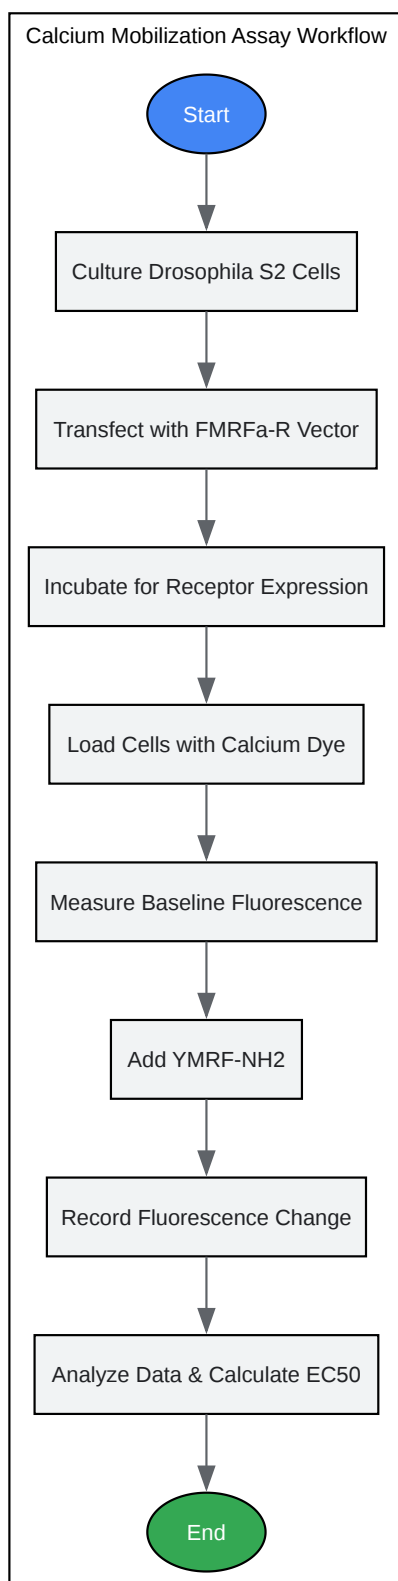 Calcium Mobilization Assay Workflow
Start
Culture Drosophila S2 Cells
Transfect with FMRFa-R Vector
Incubate for Receptor Expression
Load Cells with Calcium Dye
Measure Baseline Fluorescence
Add YMRF-NH2
Record Fluorescence Change
Analyze Data & Calculate EC50
End